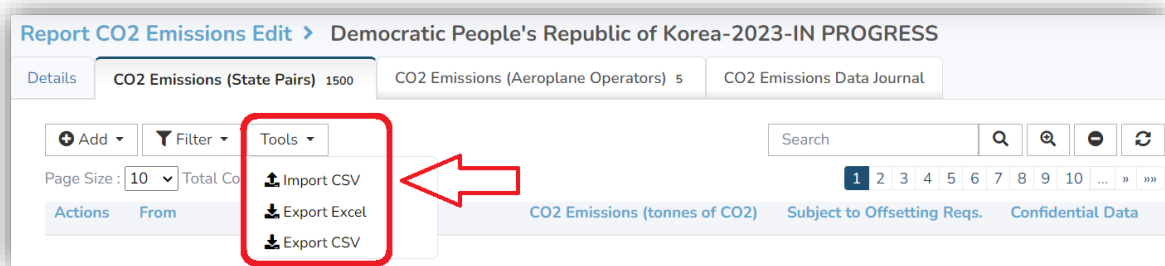 Report CO2 Emissions Edit > Democratic People's Republic of Korea-2023-IN PROGRESS
Details CO2 Emissions (State Pairs) 1500 CO2 Emissions (Aeroplane Operators) 5 CO2 Emissions Data Journal
Add Filter Tools Search
Page Size : 10 Total Co 1 2 3 4 5 6 7 8 9 10 ... » »»
Import CSV
Actions From CO2 Emissions (tonnes of CO2) Subject to Offsetting Reqs. Confidential Data
Export Excel
Export CSV